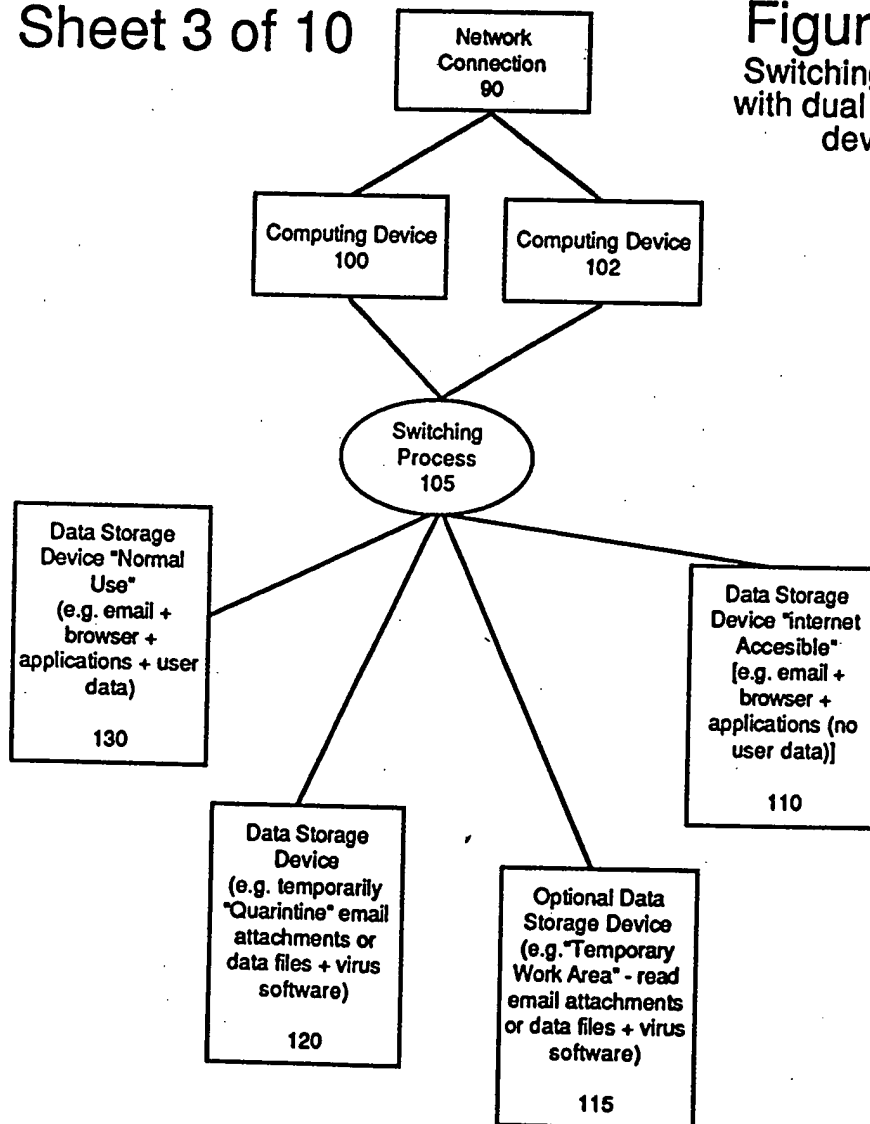 Sheet 3 of 10
Network
Connection
90
Computing Device
100
Computing Device
102
Switching
Process
105
Data Storage
Device "Normal
Use"
(e.g. email +
browser +
applications + user
data)
130
Data Storage
Device
(e.g. temporarily
"Quarintine" email
attachments or
data files + virus
software)
120
Optional Data
Storage Device
(e.g."Temporary
Work Area" - read
email attachments
or data files + virus
software)
115
Data Storage
Device "internet
Accesible"
[e.g. email +
browser +
applications (no
user data)]
110
Switching
with dual